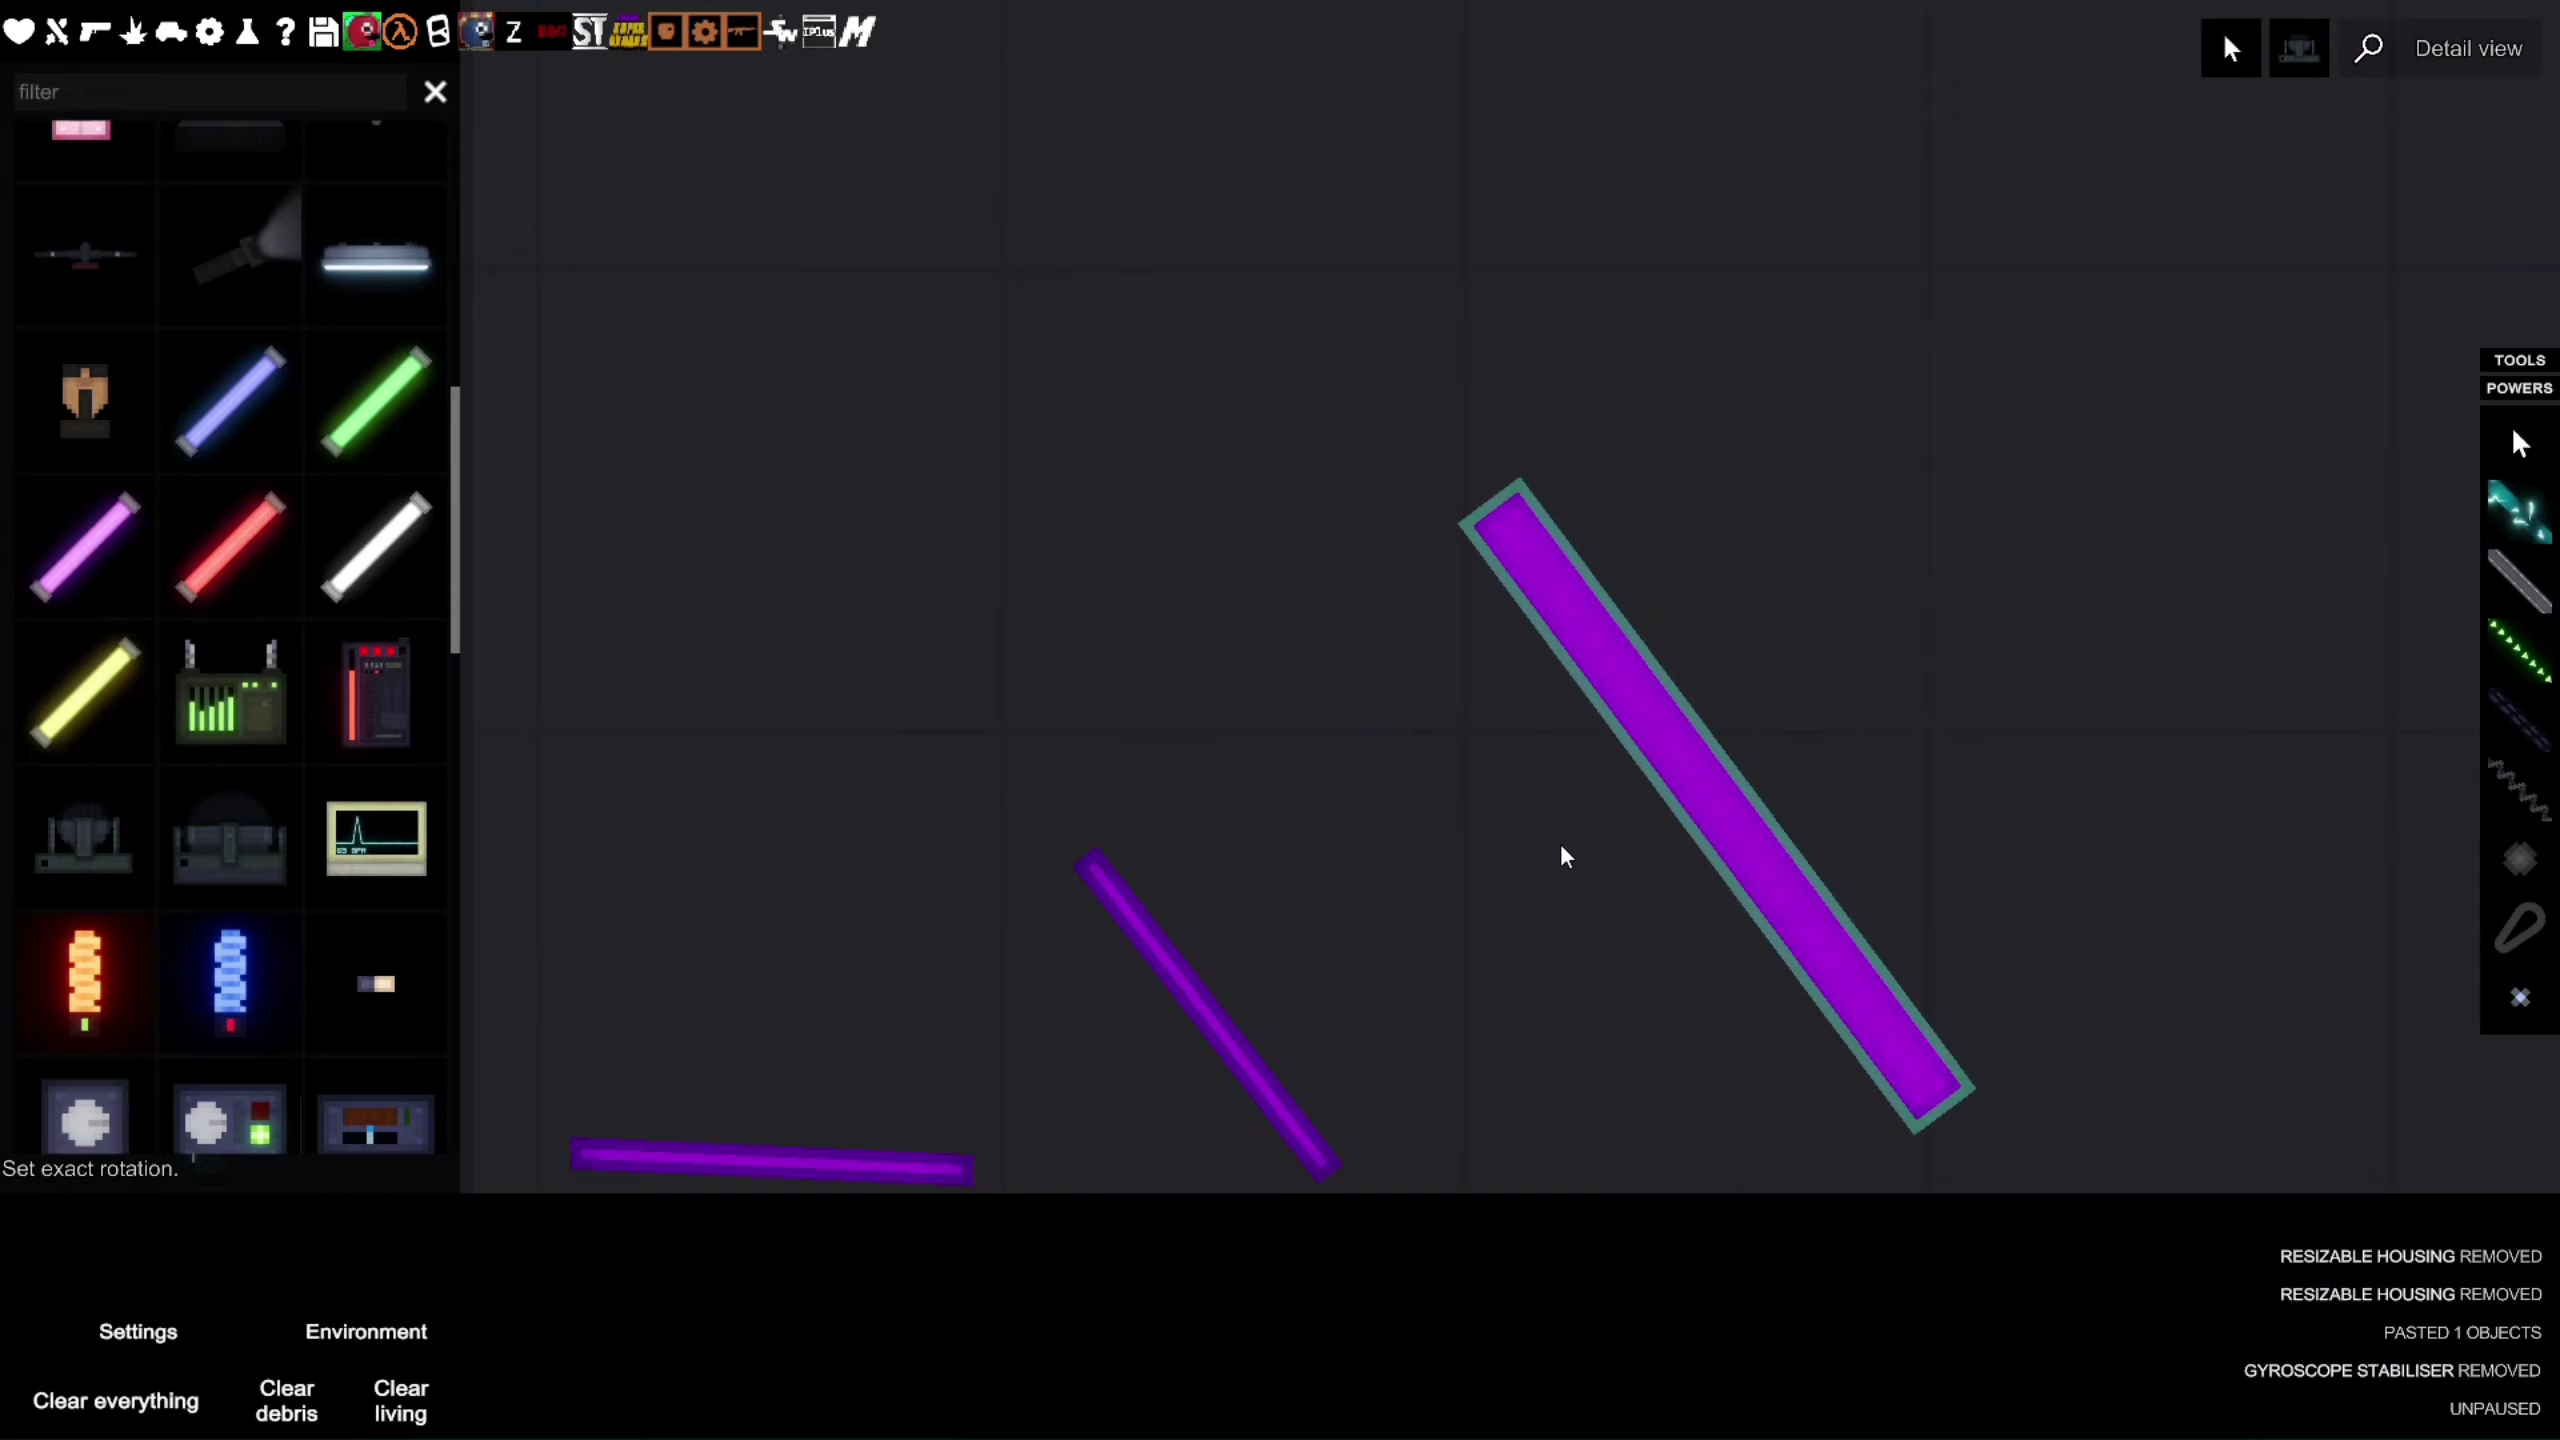 Z
ST
IPlus
M
filter
Detail view
TOOLS
POWERS
Set exact rotation.
RESIZABLE HOUSING REMOVED
RESIZABLE HOUSING REMOVED
PASTED 1 OBJECTS
GYROSCOPE STABILISER REMOVED
UNPAUSED
Settings
Environment
Clear everything
Clear
debris
Clear
living